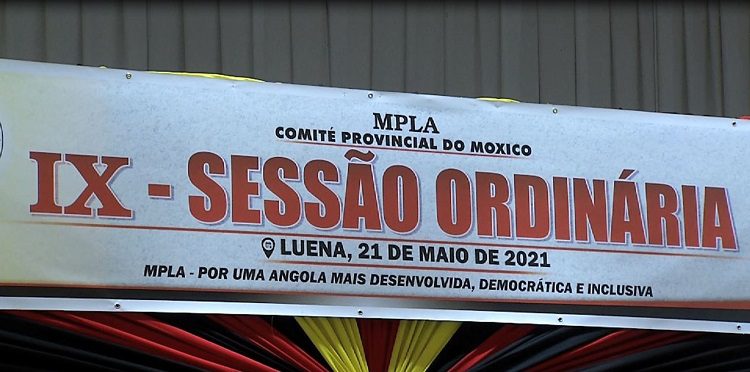 MPLA
COMITÉ PROVINCIAL DO MOXICO
IX - SESSÃO ORDINÁRIA
LUENA, 21 DE MAIO DE 2021
MPLA - POR UMA ANGOLA MAIS DESENVOLVIDA, DEMOCRÁTICA E INCLUSIVA